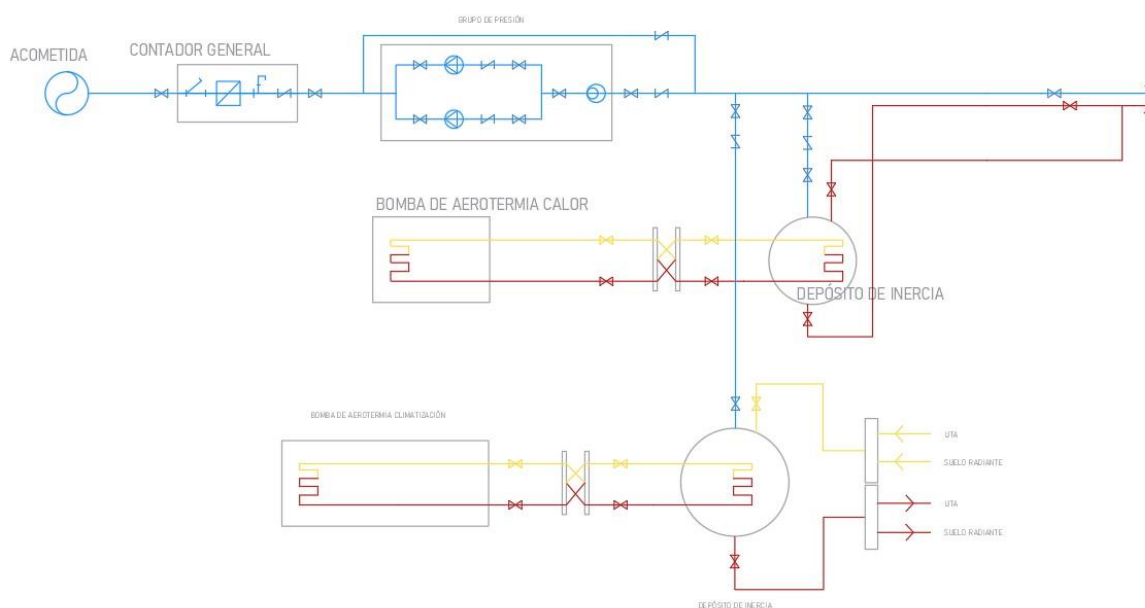 GRUPO DE PRESIÓN
ACOMETIDA
CONTADOR GENERAL
BOMBA DE AEROTERMIA CALOR
DEPÓSITO DE INERCIA
BOMBA DE AEROTERMIA CLIMATIZACIÓN
UTA
SUELO RADIANTE
UTA
SUELO RADIANTE
DEPÓSITO DE INERCIA